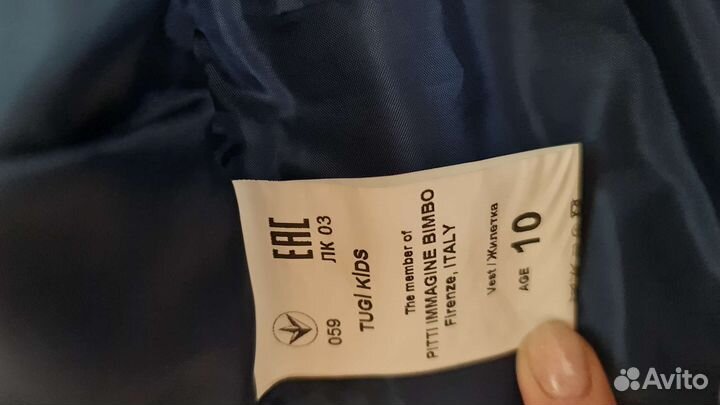 EAC
059 ЛК 03
TUGI KIDS
The member of
PITTI IMMAGINE BIMBO
Firenze, ITALY
Vest / Жилетка
AGE 10
Avito